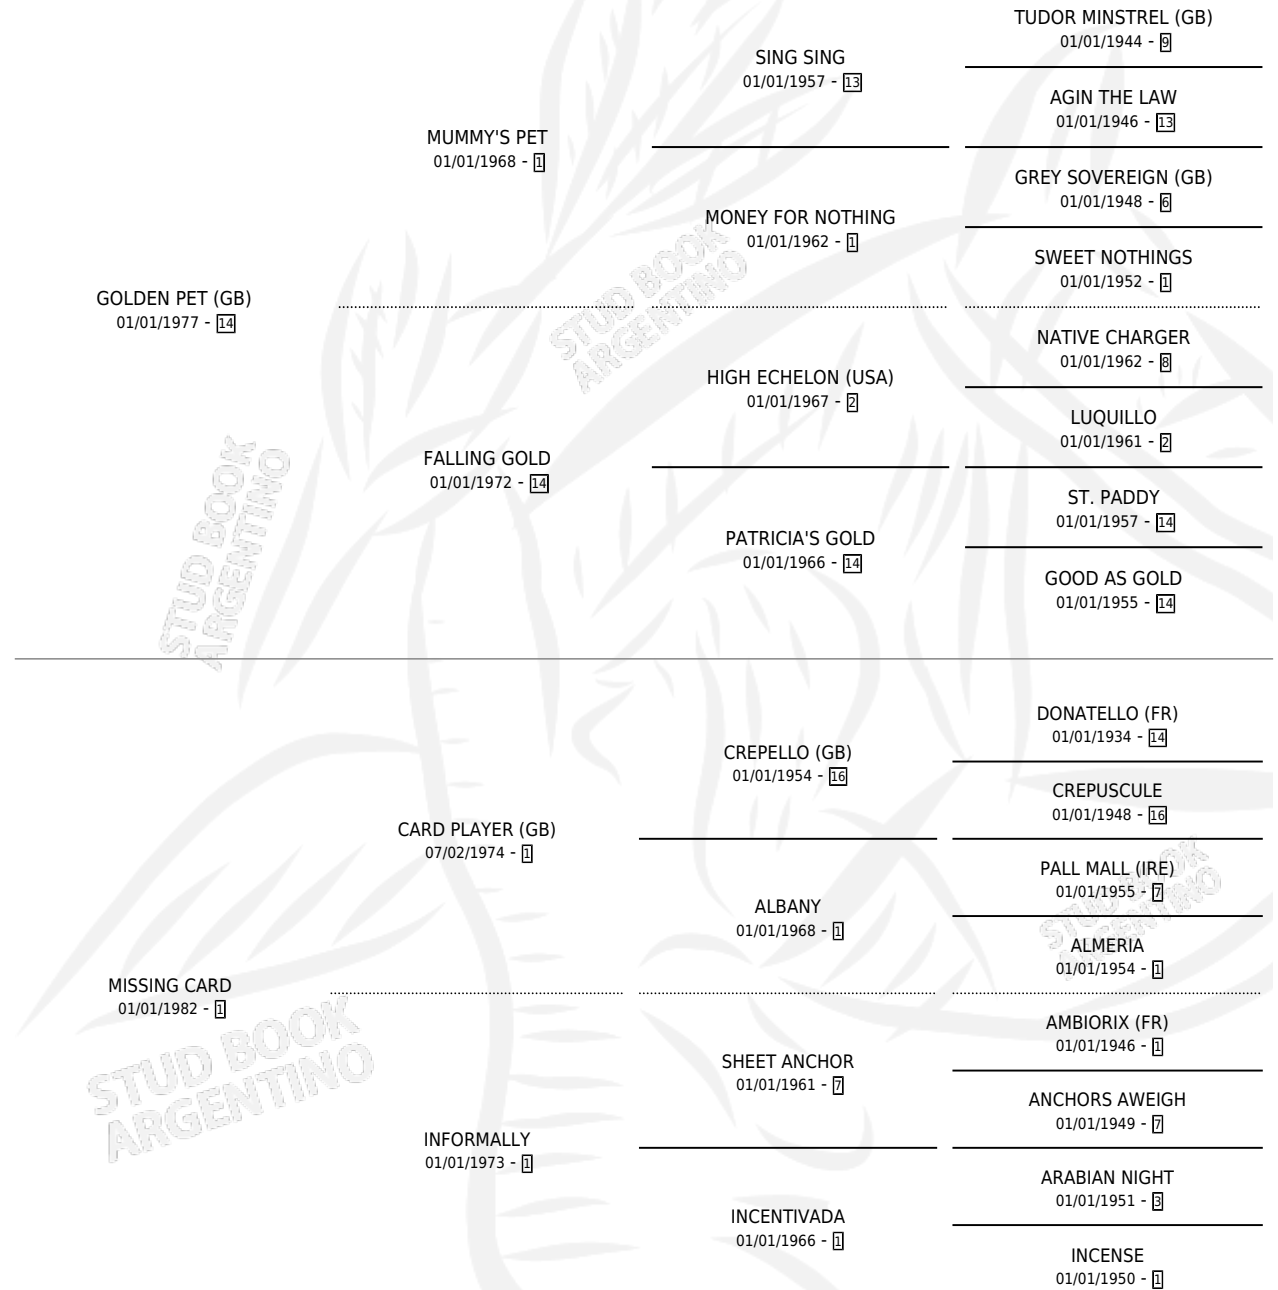 TUDOR MINSTREL (GB)
01/01/1944 - 9
SING SING
01/01/1957 - 13
AGIN THE LAW
01/01/1946 - 13
MUMMY'S PET
01/01/1968 - 1
GREY SOVEREIGN (GB)
01/01/1948 - 6
MONEY FOR NOTHING
01/01/1962 - 1
SWEET NOTHINGS
01/01/1952 - 1
GOLDEN PET (GB)
01/01/1977 - 14
NATIVE CHARGER
01/01/1962 - 8
HIGH ECHELON (USA)
01/01/1967 - 2
LUQUILLO
01/01/1961 - 2
FALLING GOLD
01/01/1972 - 14
ST. PADDY
01/01/1957 - 14
PATRICIA'S GOLD
01/01/1966 - 14
GOOD AS GOLD
01/01/1955 - 14
DONATELLO (FR)
01/01/1934 - 14
CREPELLO (GB)
01/01/1954 - 16
CREPUSCULE
01/01/1948 - 16
CARD PLAYER (GB)
07/02/1974 - 1
PALL MALL (IRE)
01/01/1955 - 7
ALBANY
01/01/1968 - 1
ALMERIA
01/01/1954 - 1
MISSING CARD
01/01/1982 - 1
AMBIORIX (FR)
01/01/1946 - 1
SHEET ANCHOR
01/01/1961 - 7
ANCHORS AWEIGH
01/01/1949 - 7
INFORMALLY
01/01/1973 - 1
ARABIAN NIGHT
01/01/1951 - 3
INCENTIVADA
01/01/1966 - 1
INCENSE
01/01/1950 - 1
STUD BOOK
ARGENTINO
STUD BOOK
ARGENTINO
STUD BOOK
ARGENTINO
STUD BOOK
ARGENTINO